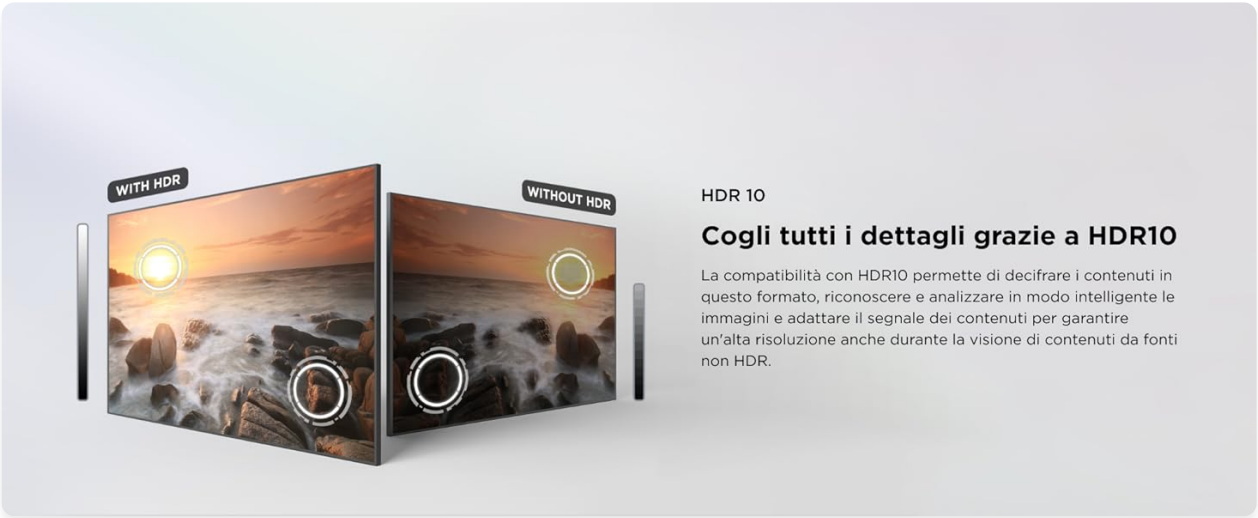 WITH HDR
WITHOUT HDR
HDR 10
Cogli tutti i dettagli grazie a HDR10
La compatibilità con HDR10 permette di decifrare i contenuti in
questo formato, riconoscere e analizzare in modo intelligente le
immagini e adattare il segnale dei contenuti per garantire
un'alta risoluzione anche durante la visione di contenuti da fonti
non HDR.